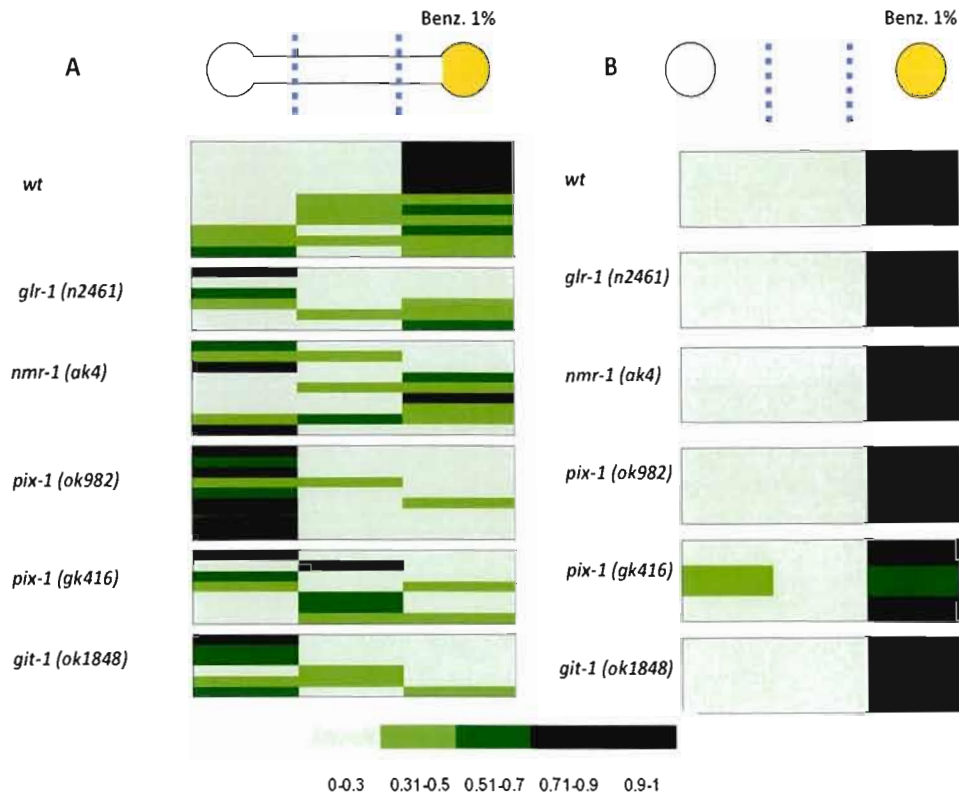 Benz. 1%
Benz. 1%
A
B
wt
wt
glr-1 (n2461)
glr-1 (n2461)
nmr-1 (ak4)
nmr-1 (ak4)
pix-1 (ok982)
pix-1 (ok982)
pix-1 (gk416)
pix-1 (gk416)
git-1 (ok1848)
git-1 (ok1848)
0-0.3 0.31-0.5 0.51-0.7 0.71-0.9 0.9-1